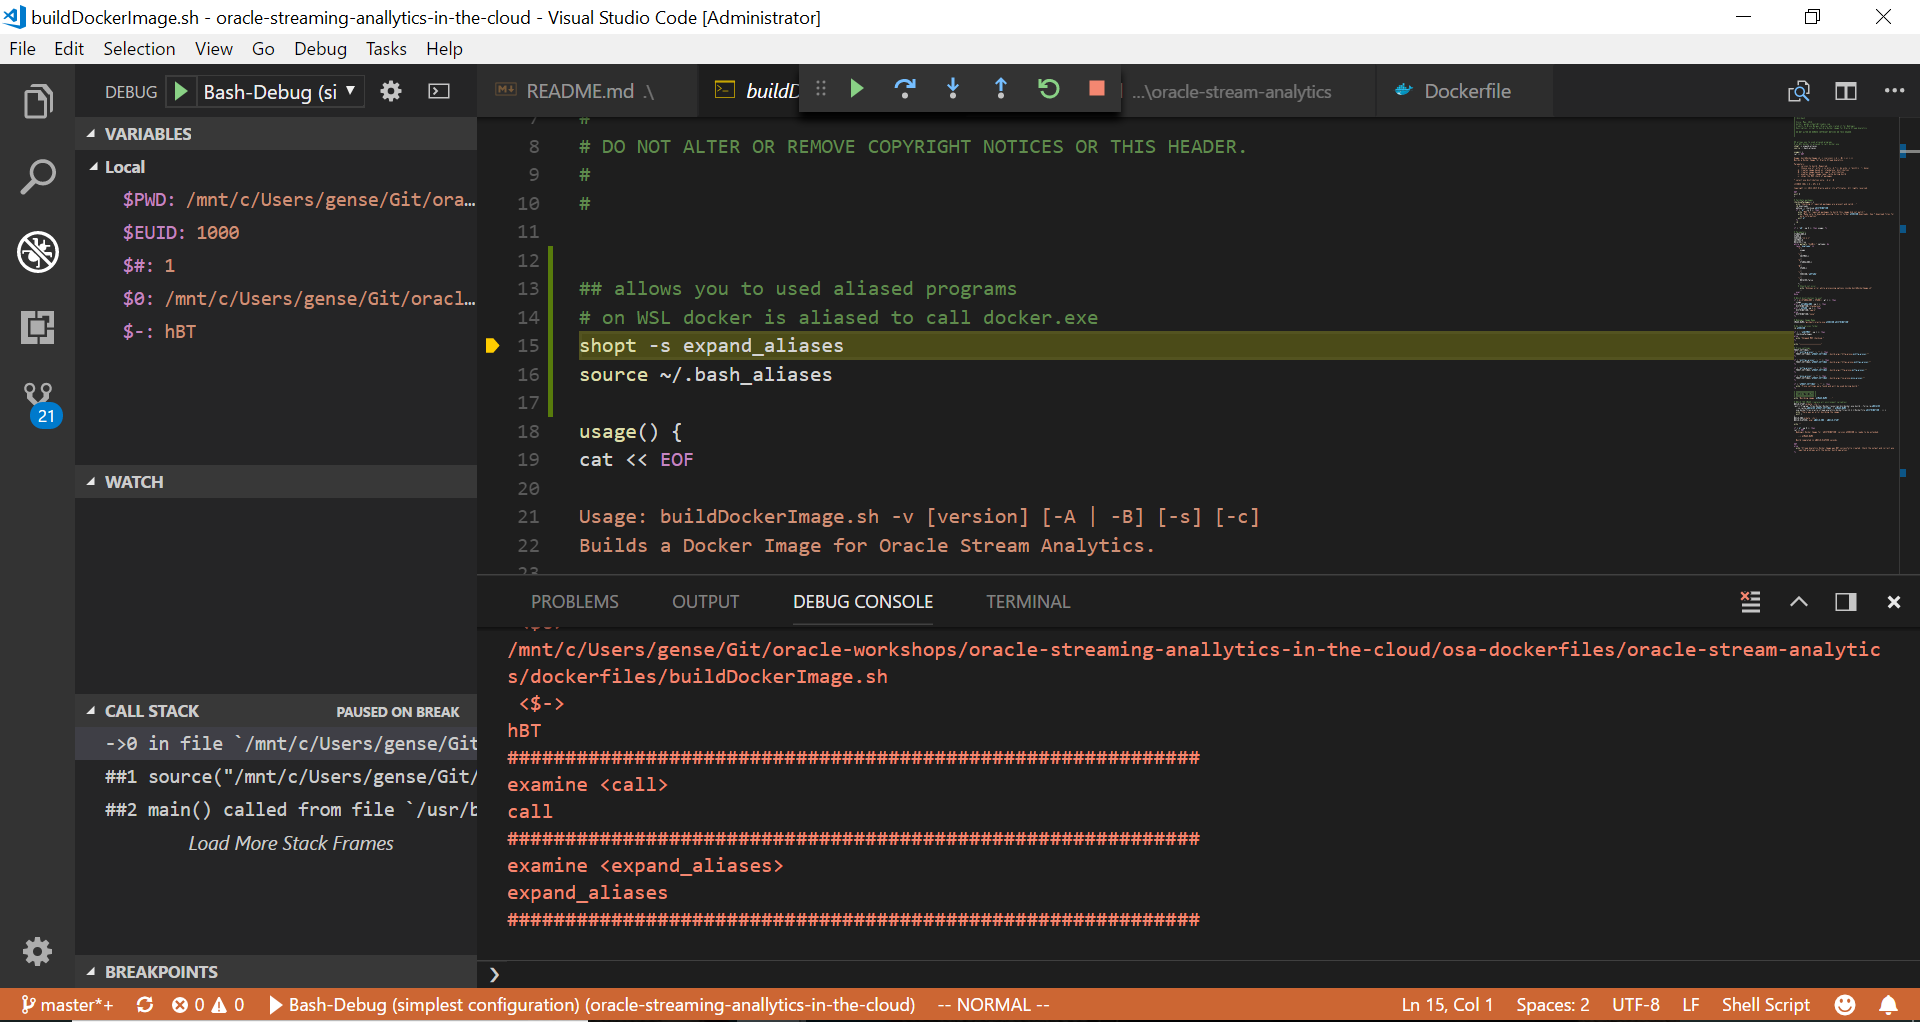 buildDockerImage.sh - oracle-streaming-anallytics-in-the-cloud - Visual Studio Code [Administrator]
File Edit Selection View Go Debug Tasks Help
DEBUG Bash-Debug (si
README.md .\
buildD
...\oracle-stream-analytics
Dockerfile
VARIABLES
Local
$PWD: /mnt/c/Users/gense/Git/ora...
$EUID: 1000
$#: 1
$0: /mnt/c/Users/gense/Git/oracl...
$-: hBT
WATCH
CALL STACK PAUSED ON BREAK
->0 in file `/mnt/c/Users/gense/Git
##1 source("/mnt/c/Users/gense/Git/
##2 main() called from file `/usr/b
Load More Stack Frames
BREAKPOINTS
21
7 #
8 # DO NOT ALTER OR REMOVE COPYRIGHT NOTICES OR THIS HEADER.
9 #
10 #
11
12
13 ## allows you to used aliased programs
14 # on WSL docker is aliased to call docker.exe
15 shopt -s expand_aliases
16 source ~/.bash_aliases
17
18 usage() {
19 cat << EOF
20
21 Usage: buildDockerImage.sh -v [version] [-A | -B] [-s] [-c]
22 Builds a Docker Image for Oracle Stream Analytics.
23
PROBLEMS OUTPUT DEBUG CONSOLE TERMINAL
/mnt/c/Users/gense/Git/oracle-workshops/oracle-streaming-anallytics-in-the-cloud/osa-dockerfiles/oracle-stream-analytic
s/dockerfiles/buildDockerImage.sh
<$->
hBT
############################################################
examine <call>
call
############################################################
examine <expand_aliases>
expand_aliases
############################################################
❯
master*+ 0 0 Bash-Debug (simplest configuration) (oracle-streaming-anallytics-in-the-cloud) -- NORMAL -- Ln 15, Col 1 Spaces: 2 UTF-8 LF Shell Script